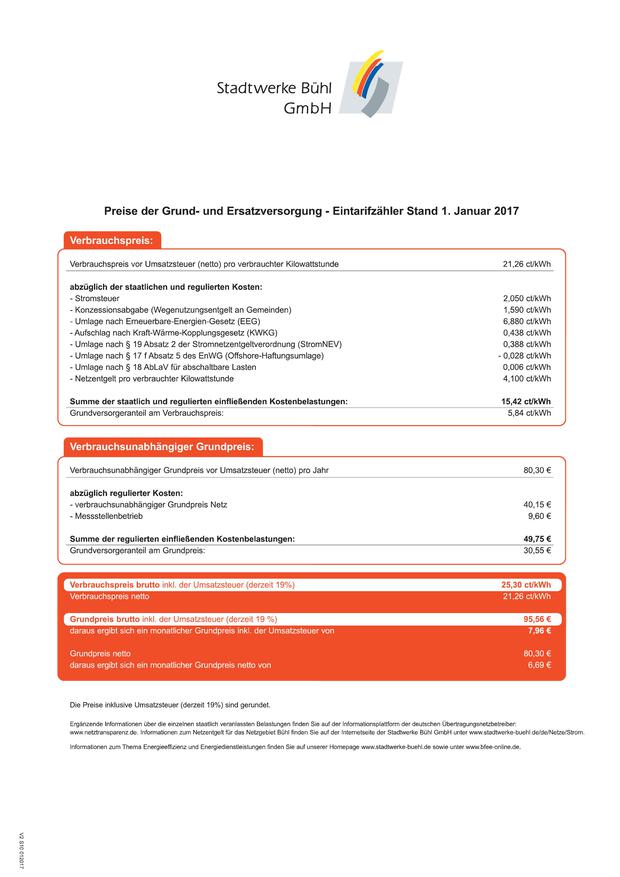 Stadtwerke Bühl
GmbH
Preise der Grund- und Ersatzversorgung - Eintarifzähler Stand 1. Januar 2017
Verbrauchspreis:
Verbrauchspreis vor Umsatzsteuer (netto) pro verbrauchter Kilowattstunde 21,26 ct/kWh
abzüglich der staatlichen und regulierten Kosten:
- Stromsteuer 2,050 ct/kWh
- Konzessionsabgabe (Wegenutzungsentgelt an Gemeinden) 1,590 ct/kWh
- Umlage nach Erneuerbare-Energien-Gesetz (EEG) 6,880 ct/kWh
- Aufschlag nach Kraft-Wärme-Kopplungsgesetz (KWKG) 0,438 ct/kWh
- Umlage nach § 19 Absatz 2 der Stromnetzentgeltverordnung (StromNEV) 0,388 ct/kWh
- Umlage nach § 17 f Absatz 5 des EnWG (Offshore-Haftungsumlage) - 0,028 ct/kWh
- Umlage nach § 18 AbLaV für abschaltbare Lasten 0,006 ct/kWh
- Netzentgelt pro verbrauchter Kilowattstunde 4,100 ct/kWh
Summe der staatlich und regulierten einfließenden Kostenbelastungen: 15,42 ct/kWh
Grundversorgeranteil am Verbrauchspreis: 5,84 ct/kWh
Verbrauchsunabhängiger Grundpreis:
Verbrauchsunabhängiger Grundpreis vor Umsatzsteuer (netto) pro Jahr 80,30 €
abzüglich regulierter Kosten:
- verbrauchsunabhängiger Grundpreis Netz 40,15 €
- Messstellenbetrieb 9,60 €
Summe der regulierten einfließenden Kostenbelastungen: 49,75 €
Grundversorgeranteil am Grundpreis: 30,55 €
Verbrauchspreis brutto inkl. der Umsatzsteuer (derzeit 19%) 25,30 ct/kWh
Verbrauchspreis netto 21,26 ct/kWh
Grundpreis brutto inkl. der Umsatzsteuer (derzeit 19 %) 95,56 €
daraus ergibt sich ein monatlicher Grundpreis inkl. der Umsatzsteuer von 7,96 €
Grundpreis netto 80,30 €
daraus ergibt sich ein monatlicher Grundpreis netto von 6,69 €
Die Preise inklusive Umsatzsteuer (derzeit 19%) sind gerundet.
Ergänzende Informationen über die einzelnen staatlich veranlassten Belastungen finden Sie auf der Informationsplattform der deutschen Übertragungsnetzbetreiber:
www.netztransparenz.de. Informationen zum Netzentgelt für das Netzgebiet Bühl finden Sie auf der Internetseite der Stadtwerke Bühl GmbH unter www.stadtwerke-buehl.de/de/Netze/Strom.
Informationen zum Thema Energieeffizienz und Energiedienstleistungen finden Sie auf unserer Homepage www.stadtwerke-buehl.de sowie unter www.bfee-online.de.
V2 S10 012017